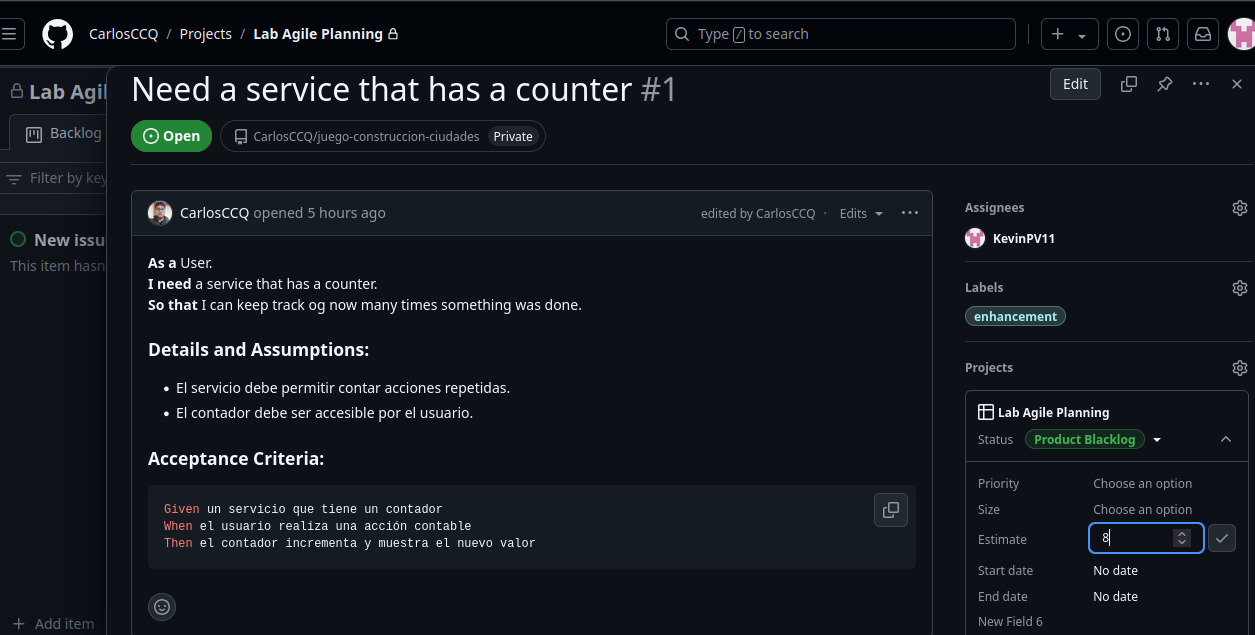 CarlosCCQ / Projects / Lab Agile Planning
Type / to search
Lab Agil
Need a service that has a counter #1
Edit
Backlog
Open
CarlosCCQ/juego-construccion-ciudades Private
Filter by key
CarlosCCQ opened 5 hours ago
edited by CarlosCCQ · Edits
New issu
This item hasn
As a User.
I need a service that has a counter.
So that I can keep track og now many times something was done.
Details and Assumptions:
El servicio debe permitir contar acciones repetidas.
El contador debe ser accesible por el usuario.
Acceptance Criteria:
Given un servicio que tiene un contador
When el usuario realiza una acción contable
Then el contador incrementa y muestra el nuevo valor
Add item
Assignees
KevinPV11
Labels
enhancement
Projects
Lab Agile Planning
Status Product Blacklog
Priority Choose an option
Size Choose an option
Estimate 8
Start date No date
End date No date
New Field 6